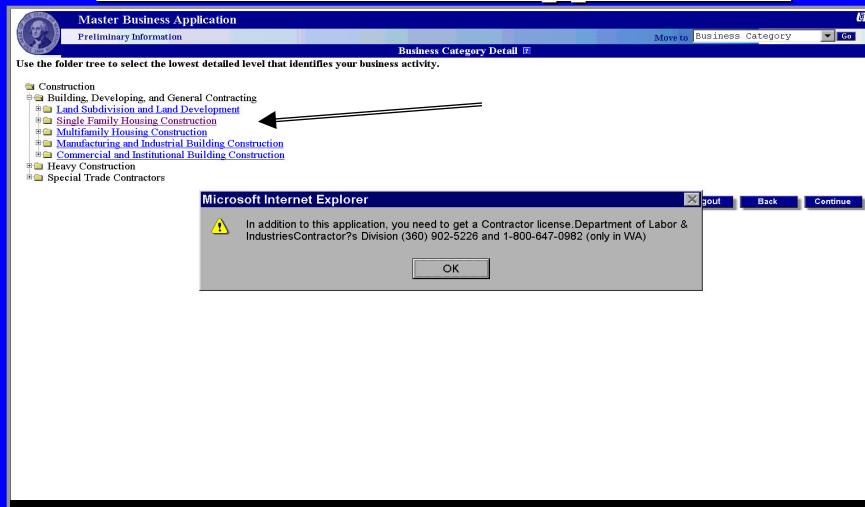 Master Business Application
Preliminary Information
Move to Business Category Go
Business Category Detail ?
Use the folder tree to select the lowest detailed level that identifies your business activity.
Construction
Building, Developing, and General Contracting
Land Subdivision and Land Development
Single Family Housing Construction
Multifamily Housing Construction
Manufacturing and Industrial Building Construction
Commercial and Institutional Building Construction
Heavy Construction
Special Trade Contractors
Microsoft Internet Explorer
gout Back Continue
In addition to this application, you need to get a Contractor license.Department of Labor &
IndustriesContractor?s Division (360) 902-5226 and 1-800-647-0982 (only in WA)
OK